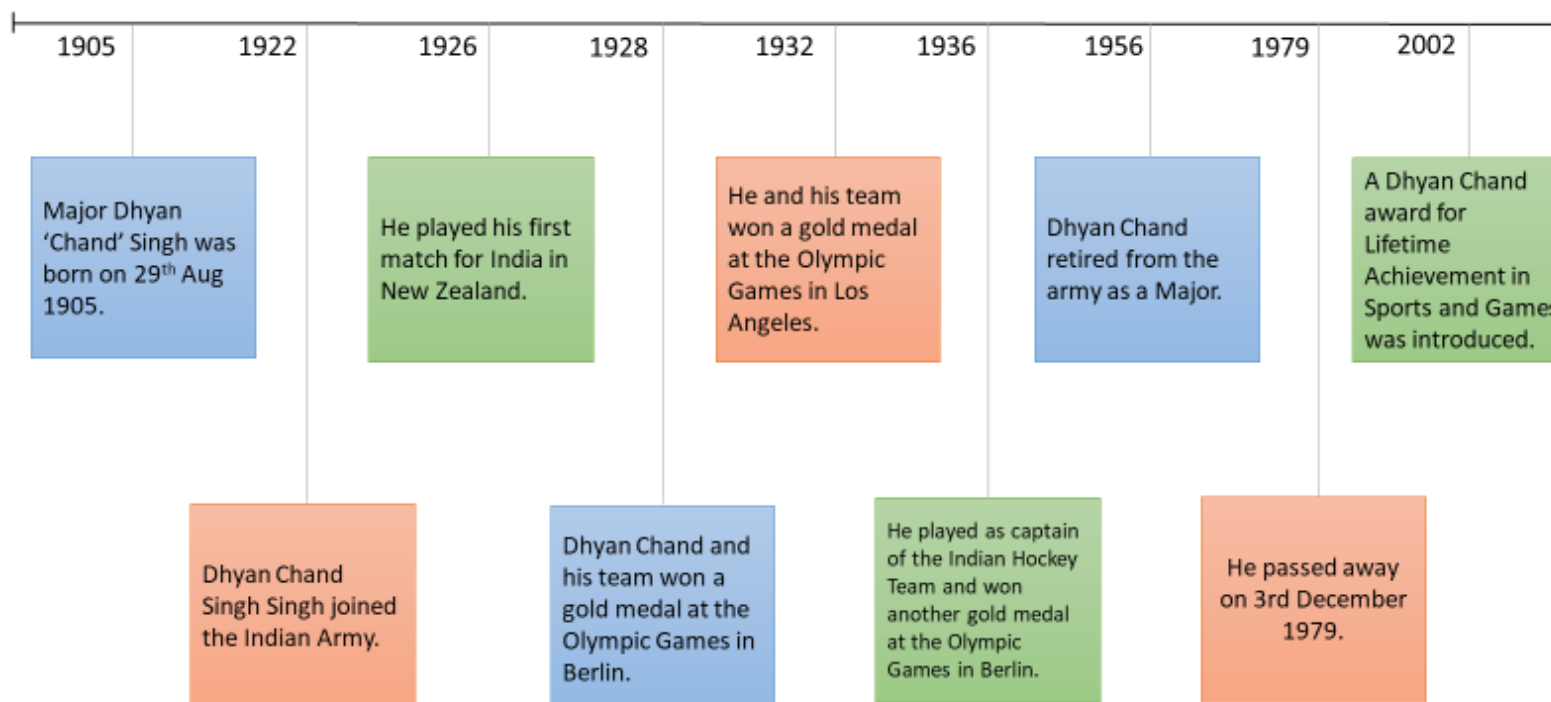 1905 1922 1926 1928 1932 1936 1956 1979 2002
Major Dhyan
‘Chand’ Singh was
born on 29th Aug
1905.
He played his first
match for India in
New Zealand.
He and his team
won a gold medal
at the Olympic
Games in Los
Angeles.
Dhyan Chand
retired from the
army as a Major.
A Dhyan Chand
award for
Lifetime
Achievement in
Sports and Games
was introduced.
Dhyan Chand
Singh Singh joined
the Indian Army.
Dhyan Chand and
his team won a
gold medal at the
Olympic Games in
Berlin.
He played as captain
of the Indian Hockey
Team and won
another gold medal
at the Olympic
Games in Berlin.
He passed away
on 3rd December
1979.